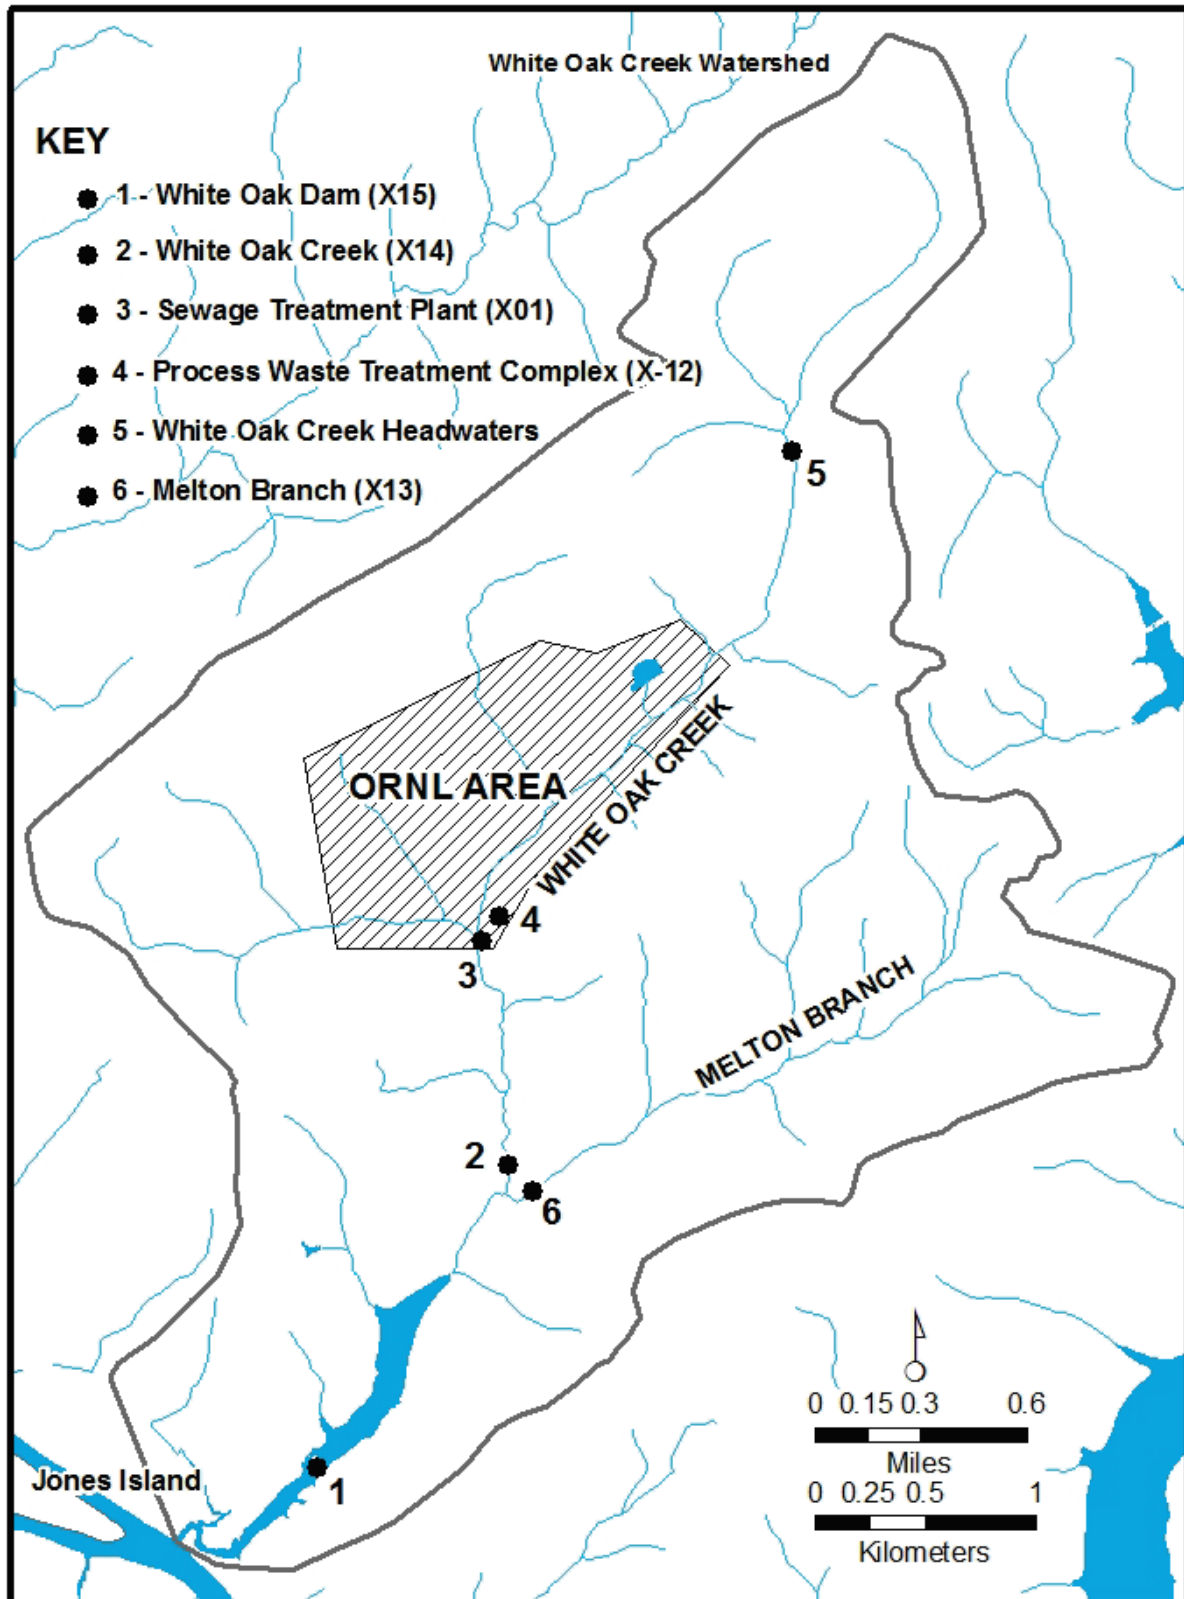 White Oak Creek Watershed
KEY
1 - White Oak Dam (X15)
2 - White Oak Creek (X14)
3 - Sewage Treatment Plant (X01)
4 - Process Waste Treatment Complex (X-12)
5 - White Oak Creek Headwaters
6 - Melton Branch (X13)
5
ORNL AREA
WHITE OAK CREEK
4
3
MELTON BRANCH
2
6
0 0.15 0.3 0.6
Miles
Jones Island
1
0 0.25 0.5 1
Kilometers